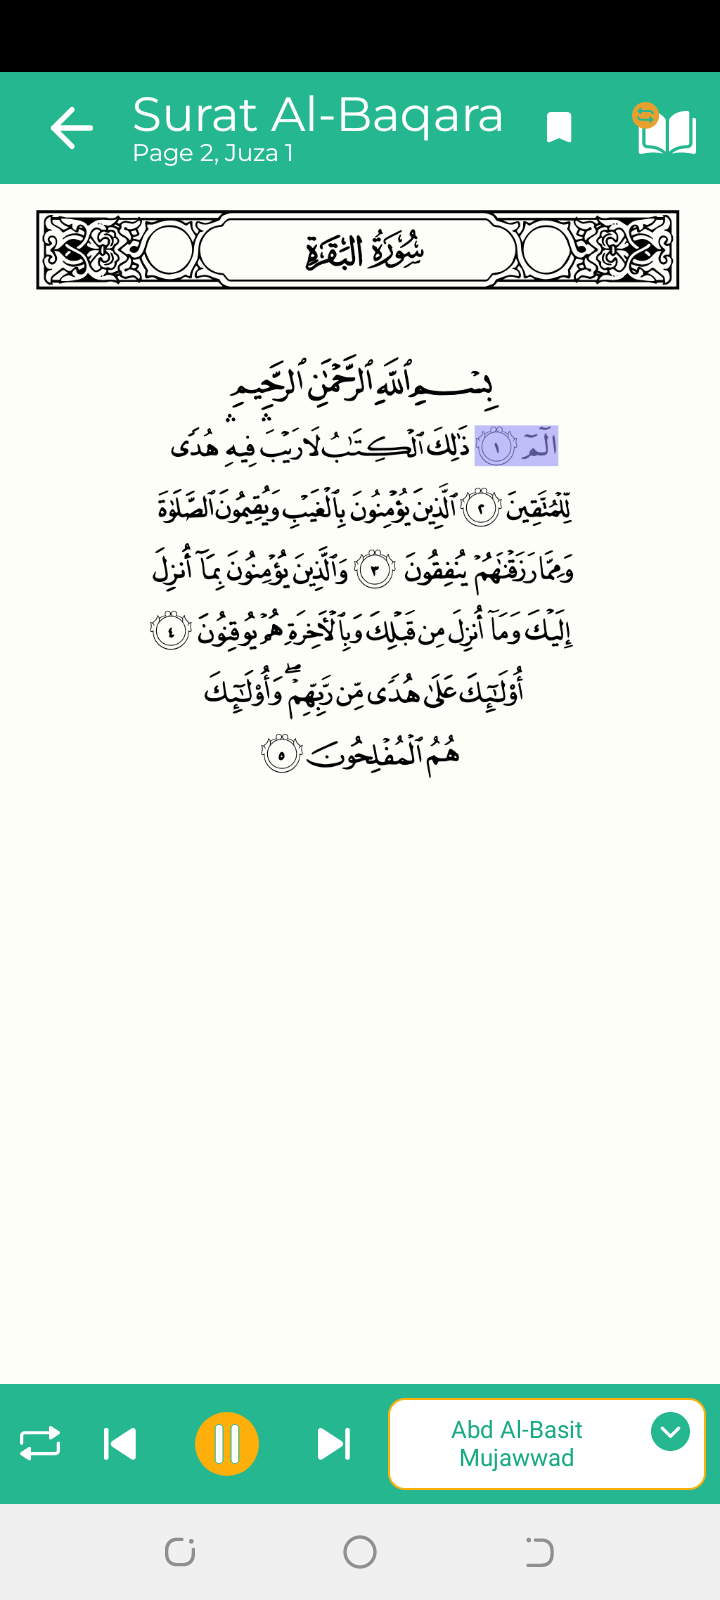 Surat Al-Baqara
Page 2, Juza 1
سُورَةُ البَقَرَةِ
بِسْمِ ٱللَّهِ ٱلرَّحْمَٰنِ ٱلرَّحِيمِ
الٓمٓ ١ ذَٰلِكَ ٱلْكِتَٰبُ لَا رَيْبَ ۛ فِيهِ ۛ هُدًى
لِّلْمُتَّقِينَ ٢ ٱلَّذِينَ يُؤْمِنُونَ بِٱلْغَيْبِ وَيُقِيمُونَ ٱلصَّلَوٰةَ
وَمِمَّا رَزَقْنَٰهُمْ يُنفِقُونَ ٣ وَٱلَّذِينَ يُؤْمِنُونَ بِمَآ أُنزِلَ
إِلَيْكَ وَمَآ أُنزِلَ مِن قَبْلِكَ وَبِٱلْأَخِرَةِ هُمْ يُوقِنُونَ ٤
أُو۟لَٰٓئِكَ عَلَىٰ هُدًى مِّن رَّبِّهِمْ ۖ وَأُو۟لَٰٓئِكَ
هُمُ ٱلْمُفْلِحُونَ ٥
Abd Al-Basit
Mujawwad